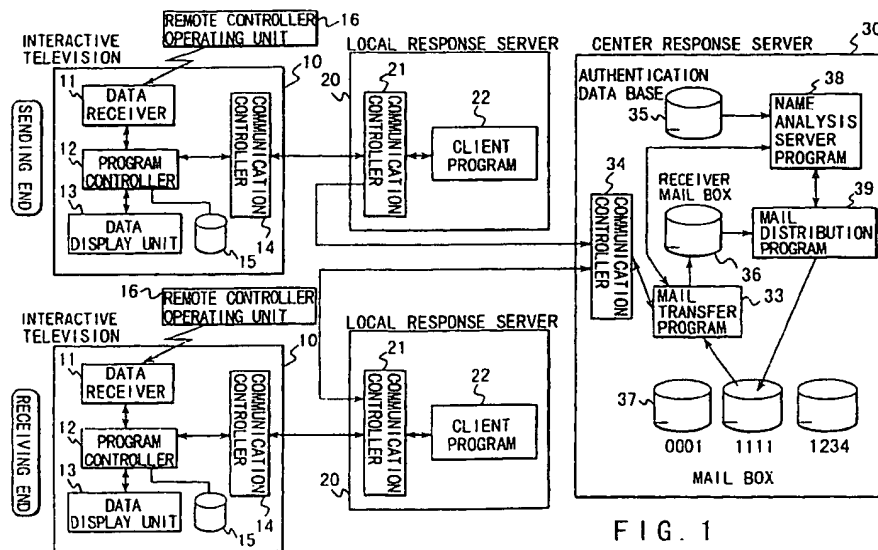 REMOTE CONTROLLER
OPERATING UNIT
16
INTERACTIVE
TELEVISION
10
SENDING END
11
DATA
RECEIVER
12
PROGRAM
CONTROLLER
13
DATA
DISPLAY UNIT
15
COMMUNICATION
CONTROLLER
14
LOCAL RESPONSE SERVER
20
21
COMMUNICATION
CONTROLLER
22
CLIENT
PROGRAM
CENTER RESPONSE SERVER
30
AUTHENTICATION
DATA BASE
35
38
NAME
ANALYSIS
SERVER
PROGRAM
34
COMMUNICATION
CONTROLLER
RECEIVER
MAIL BOX
36
39
MAIL
DISTRIBUTION
PROGRAM
MAIL
TRANSFER
PROGRAM
33
37
0001
1111
1234
MAIL BOX
16
REMOTE CONTROLLER
OPERATING UNIT
INTERACTIVE
TELEVISION
10
RECEIVING END
11
DATA
RECEIVER
12
PROGRAM
CONTROLLER
13
DATA
DISPLAY UNIT
15
COMMUNICATION
CONTROLLER
14
LOCAL RESPONSE SERVER
21
COMMUNICATION
CONTROLLER
20
22
CLIENT
PROGRAM
FIG. 1